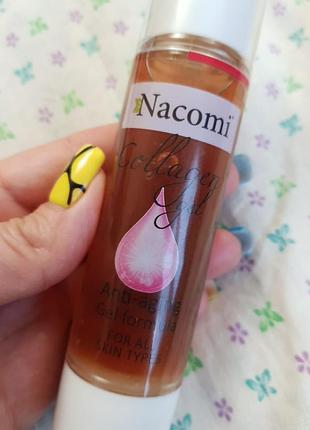 Nacomi
Collagen
gel
Anti-aging
Gel formula
FOR ALL
SKIN TYPES